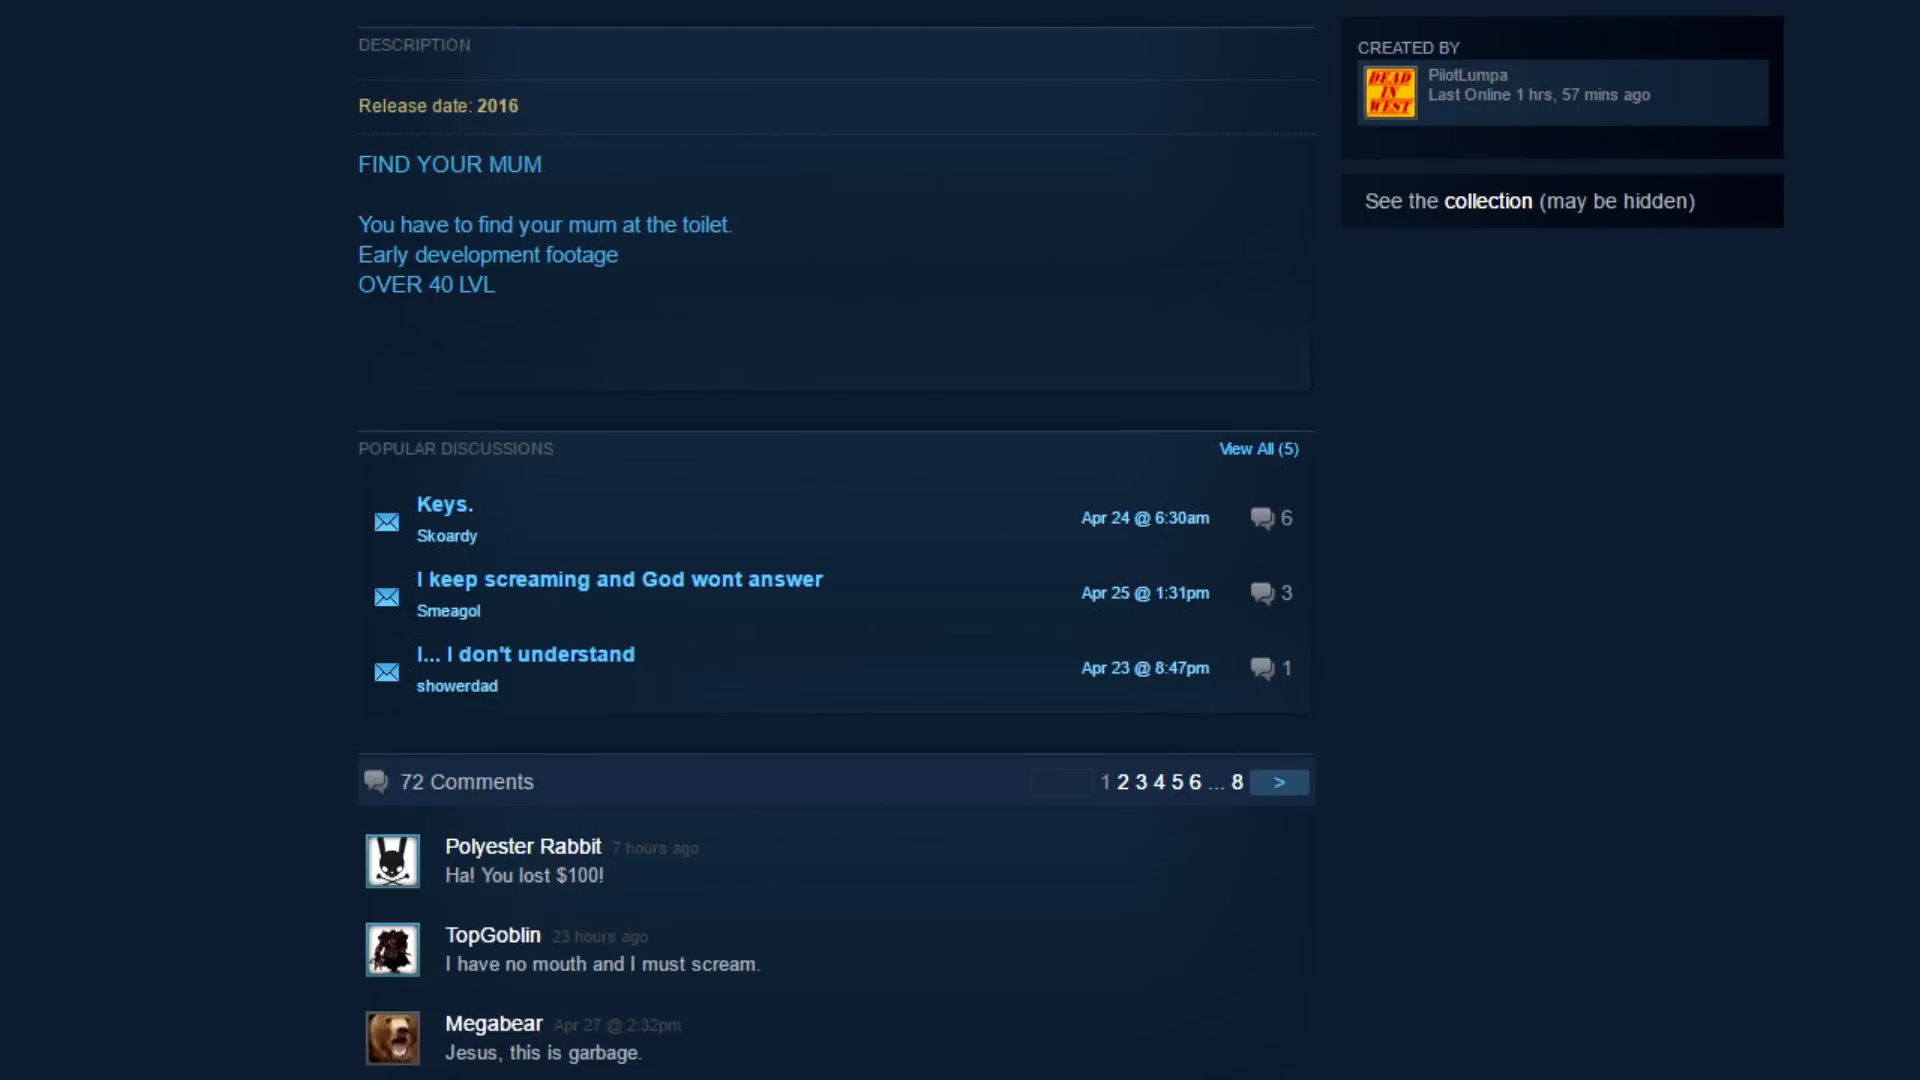 DESCRIPTION
Release date: 2016
FIND YOUR MUM
You have to find your mum at the toilet.
Early development footage
OVER 40 LVL
CREATED BY
DEAD
IN
WEST
PilotLumpa
Last Online 1 hrs, 57 mins ago
See the collection (may be hidden)
POPULAR DISCUSSIONS
View All (5)
Keys.
Skoardy
Apr 24 @ 6:30am
6
I keep screaming and God wont answer
Smeagol
Apr 25 @ 1:31pm
3
I... I don't understand
showerdad
Apr 23 @ 8:47pm
1
72 Comments
1 2 3 4 5 6 ... 8 >
Polyester Rabbit 7 hours ago
Ha! You lost $100!
TopGoblin 23 hours ago
I have no mouth and I must scream.
Megabear Apr 27 @ 2:32pm
Jesus, this is garbage.